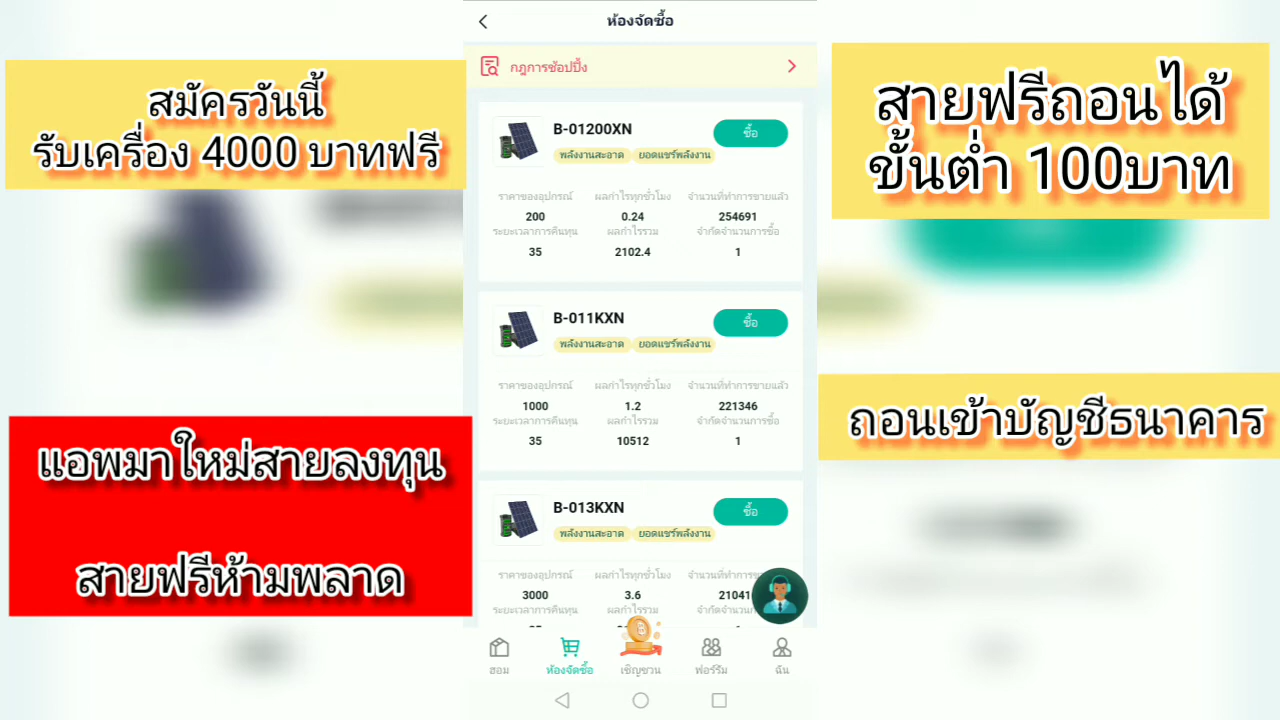 สมัครวันนี้
รับเครื่อง 4000 บาทฟรี
แอพมาใหม่สายลงทุน
สายฟรีห้ามพลาด
ห้องจัดซื้อ
กฎการช้อปปิ้ง
B-01200XN
ซื้อ
พลังงานสะอาด ยอดแชร์พลังงาน
ราคาของอุปกรณ์ ผลกำไรทุกชั่วโมง จำนวนที่ทำการขายแล้ว
200 0.24 254691
ระยะเวลาการคืนทุน ผลกำไรรวม จำกัดจำนวนการซื้อ
35 2102.4 1
B-011KXN
ซื้อ
พลังงานสะอาด ยอดแชร์พลังงาน
ราคาของอุปกรณ์ ผลกำไรทุกชั่วโมง จำนวนที่ทำการขายแล้ว
1000 1.2 221346
ระยะเวลาการคืนทุน ผลกำไรรวม จำกัดจำนวนการซื้อ
35 10512 1
B-013KXN
ซื้อ
พลังงานสะอาด ยอดแชร์พลังงาน
ราคาของอุปกรณ์ ผลกำไรทุกชั่วโมง
3000 3.6 21041
ระยะเวลาการคืนทุน ผลกำไรรวม
ฮอม ห้องจัดซื้อ เชิญชวน ฟอร์รัม ฉัน
สายฟรีถอนได้
ขั้นต่ำ 100บาท
ถอนเข้าบัญชีธนาคาร